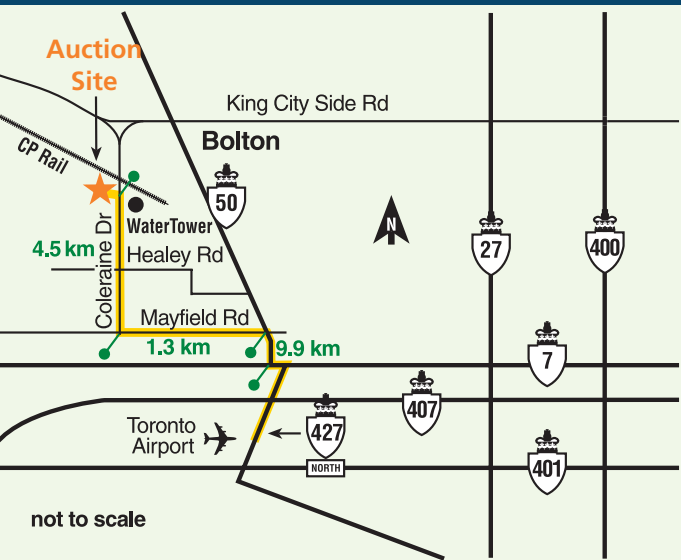 Auction
Site
King City Side Rd
CP Rail
Bolton
50
N
WaterTower
27
400
4.5 km
Coleraine Dr
Healey Rd
Mayfield Rd
1.3 km
9.9 km
7
407
Toronto
Airport
427
NORTH
401
not to scale